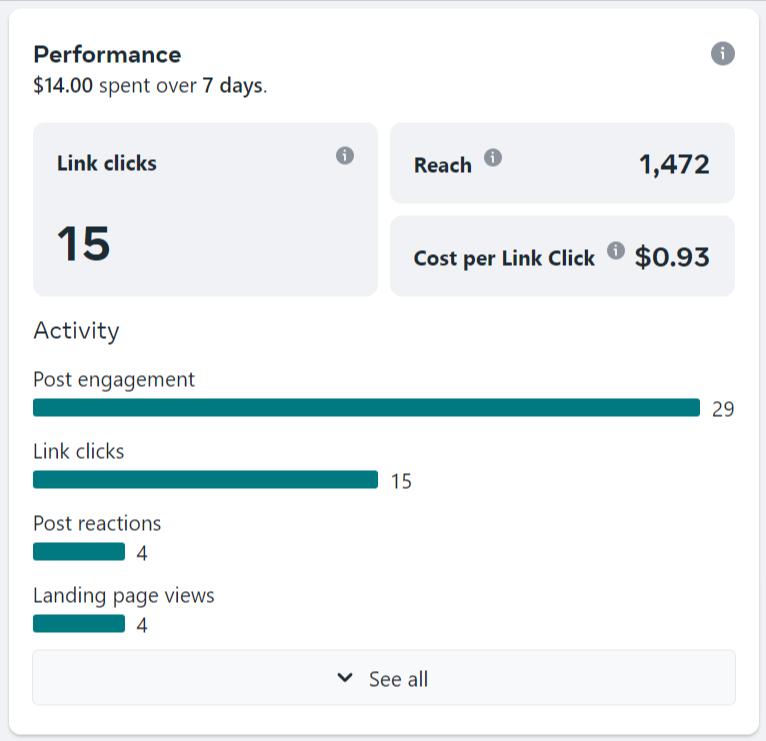 Performance
$14.00 spent over 7 days.
Link clicks
15
Reach
1,472
Cost per Link Click
$0.93
Activity
Post engagement
29
Link clicks
15
Post reactions
4
Landing page views
4
See all